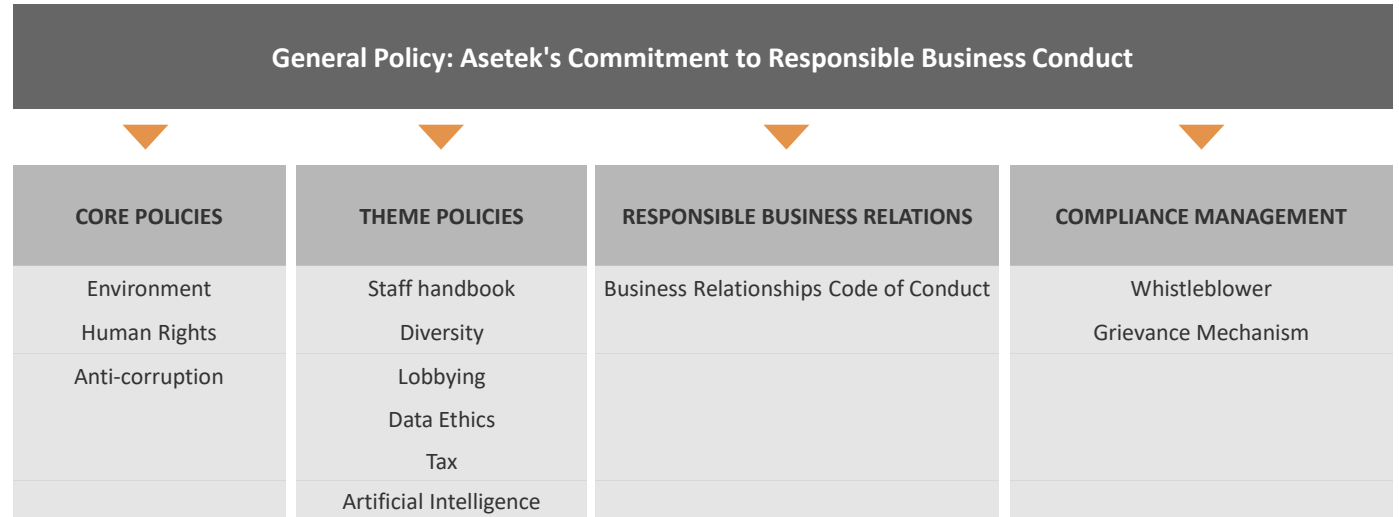 General Policy: Asetek's Commitment to Responsible Business Conduct
CORE POLICIES
Environment
Human Rights
Anti-corruption
THEME POLICIES
Staff handbook
Diversity
Lobbying
Data Ethics
Tax
Artificial Intelligence
RESPONSIBLE BUSINESS RELATIONS
Business Relationships Code of Conduct
COMPLIANCE MANAGEMENT
Whistleblower
Grievance Mechanism